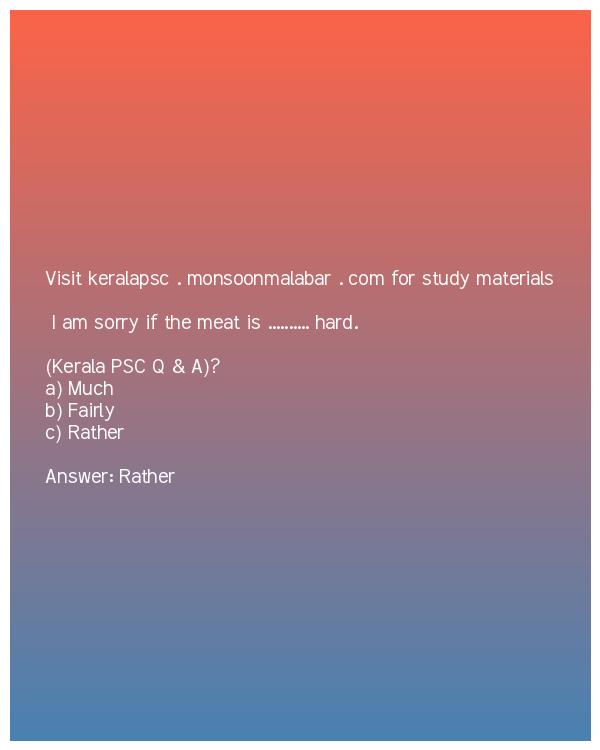 Visit keralapsc . monsoonmalabar . com for study materials
I am sorry if the meat is .......... hard.
(Kerala PSC Q & A)?
a) Much
b) Fairly
c) Rather
Answer: Rather